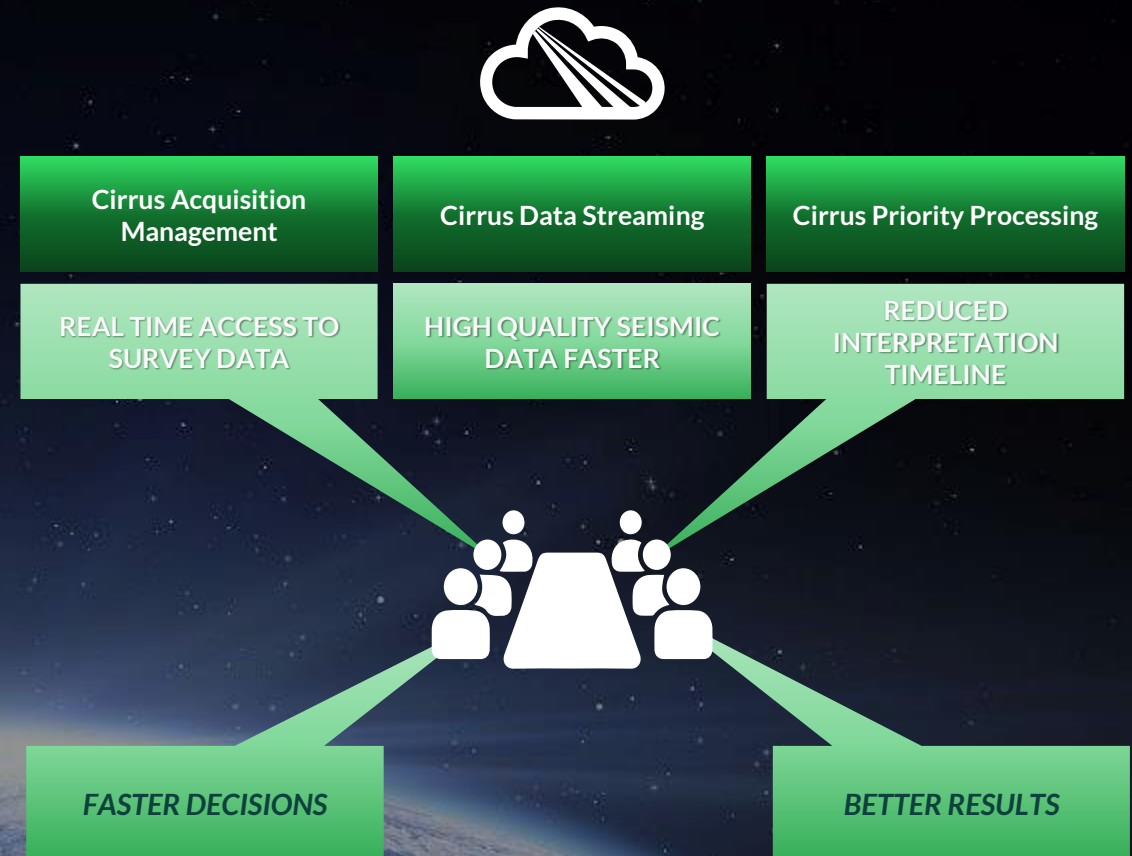 Cirrus Acquisition
Management
Cirrus Data Streaming
Cirrus Priority Processing
REAL TIME ACCESS TO
SURVEY DATA
HIGH QUALITY SEISMIC
DATA FASTER
REDUCED
INTERPRETATION
TIMELINE
FASTER DECISIONS
BETTER RESULTS